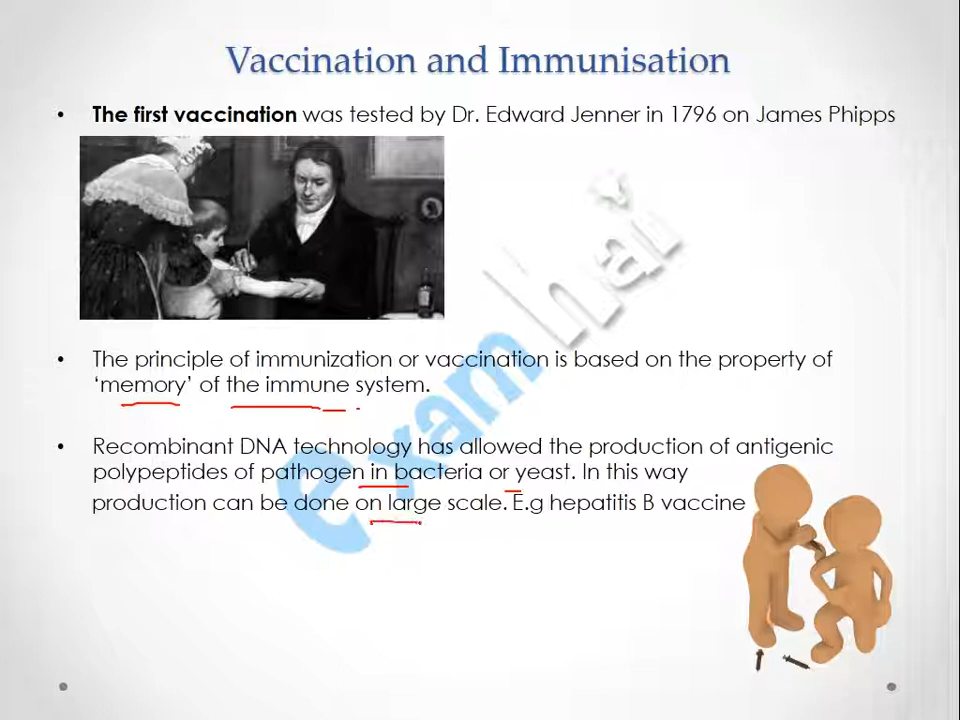 Vaccination and Immunisation
• The first vaccination was tested by Dr. Edward Jenner in 1796 on James Phipps
• The principle of immunization or vaccination is based on the property of
‘memory’ of the immune system.
• Recombinant DNA technology has allowed the production of antigenic
polypeptides of pathogen in bacteria or yeast. In this way
production can be done on large scale. E.g hepatitis B vaccine
examhai